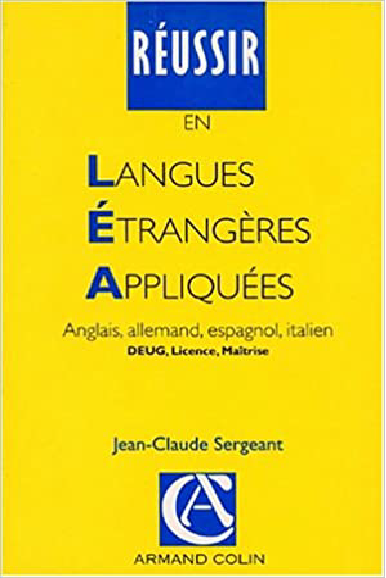 RÉUSSIR
EN
LANGUES
ÉTRANGÈRES
APPLIQUÉES
Anglais, allemand, espagnol, italien
DEUG, Licence, Maîtrise
Jean-Claude Sergeant
AC
ARMAND COLIN